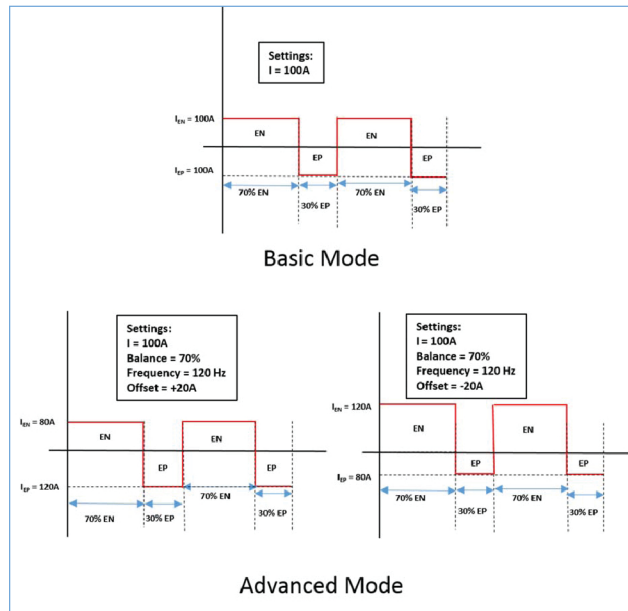 Settings:
I = 100A
IEN = 100A
EN
EN
EP
EP
IEP = 100A
70% EN
70% EN
30% EP
30% EP
Basic Mode
Settings:
I = 100A
Balance = 70%
Frequency = 120 Hz
Offset = +20A
IEN = 80A
EN
EN
EP
EP
IEP = 120A
70% EN
70% EN
30% EP
30% EP
Settings:
I = 100A
Balance = 70%
Frequency = 120 Hz
Offset = -20A
IEN = 120A
EN
EN
EP
EP
IEP = 80A
70% EN
30% EP
70% EN
30% EP
Advanced Mode